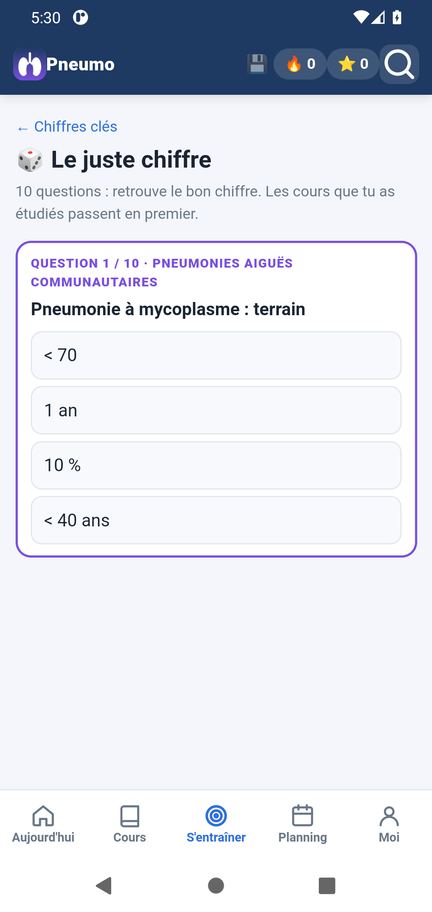 5:30
Pneumo
0
0
← Chiffres clés
Le juste chiffre
10 questions : retrouve le bon chiffre. Les cours que tu as
étudiés passent en premier.
QUESTION 1 / 10 · PNEUMONIES AIGUËS
COMMUNAUTAIRES
Pneumonie à mycoplasme : terrain
< 70
1 an
10 %
< 40 ans
Aujourd'hui
Cours
S'entraîner
Planning
Moi